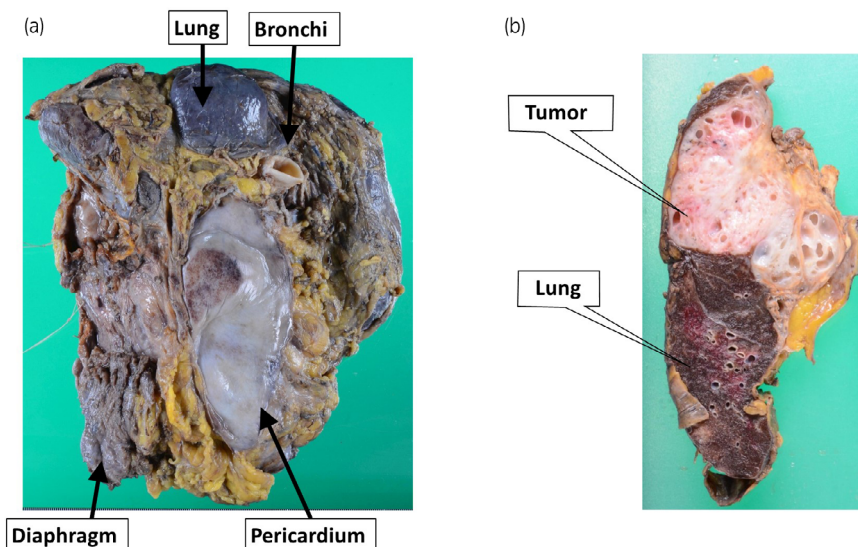 (a)
Lung
Bronchi
Diaphragm
Pericardium
(b)
Tumor
Lung